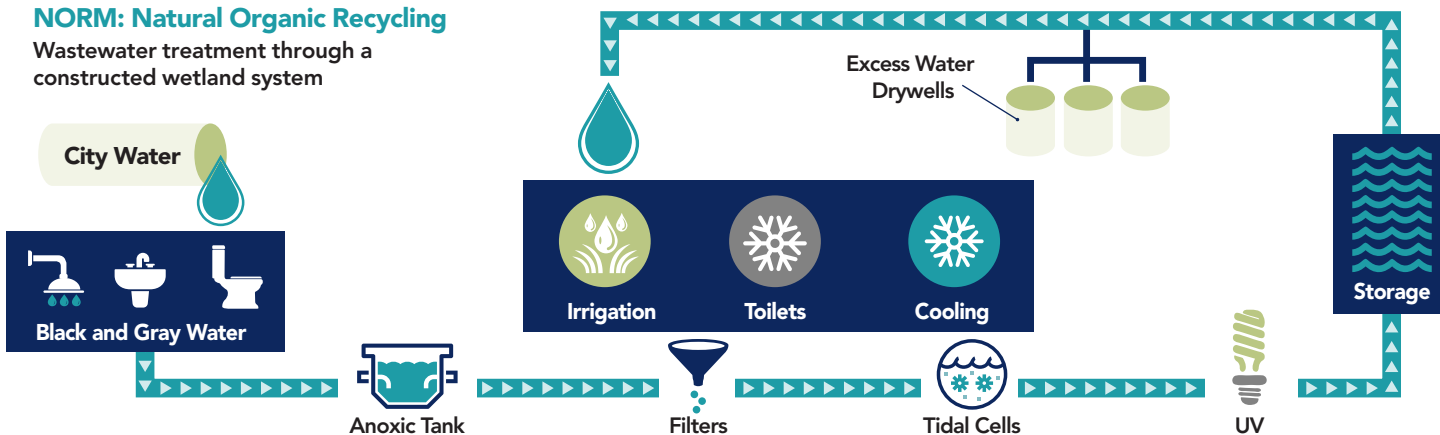 NORM: Natural Organic Recycling
Wastewater treatment through a
constructed wetland system
City Water
Black and Gray Water
Excess Water
Drywells
Irrigation
Toilets
Cooling
Storage
Anoxic Tank
Filters
Tidal Cells
UV